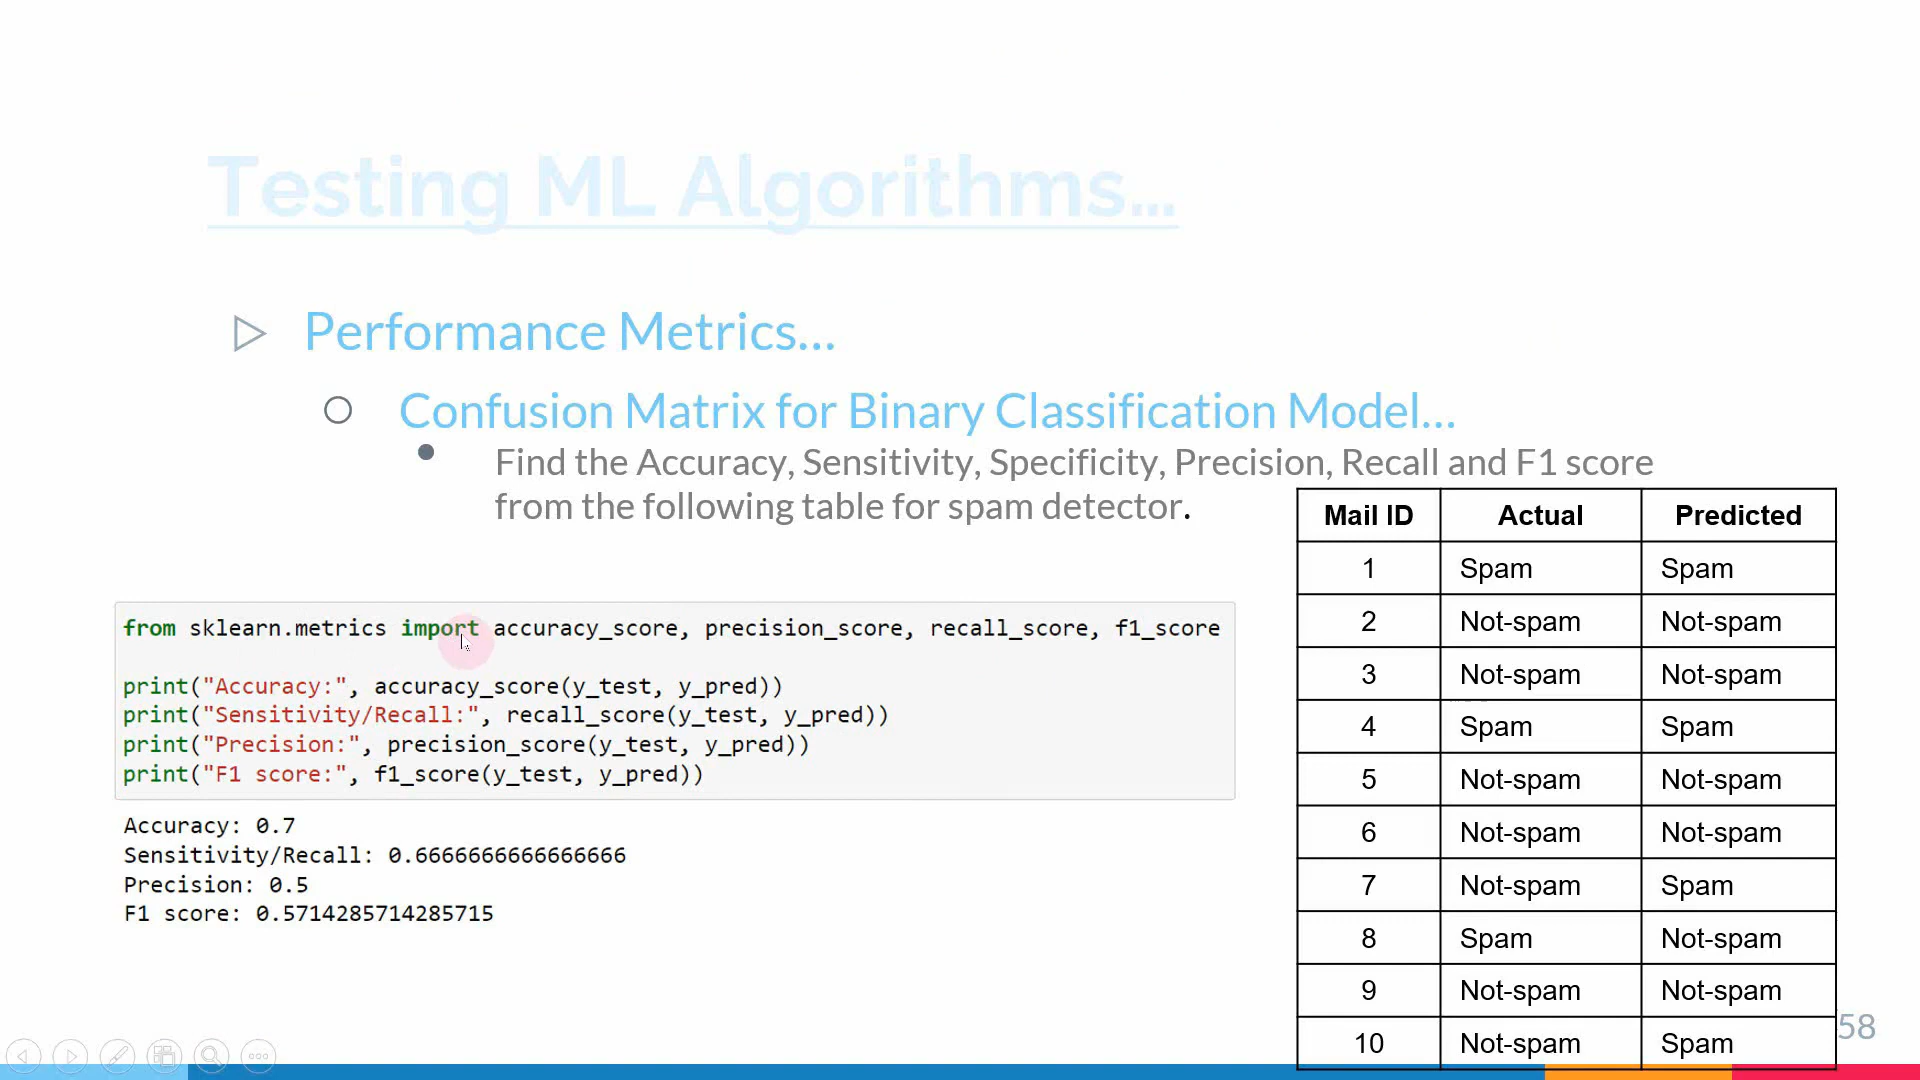 Testing ML Algorithms...
Performance Metrics...
Confusion Matrix for Binary Classification Model...
Find the Accuracy, Sensitivity, Specificity, Precision, Recall and F1 score
from the following table for spam detector.
from sklearn.metrics import accuracy_score, precision_score, recall_score, f1_score
print("Accuracy:", accuracy_score(y_test, y_pred))
print("Sensitivity/Recall:", recall_score(y_test, y_pred))
print("Precision:", precision_score(y_test, y_pred))
print("F1 score:", f1_score(y_test, y_pred))
Accuracy: 0.7
Sensitivity/Recall: 0.6666666666666666
Precision: 0.5
F1 score: 0.5714285714285715
Mail ID Actual Predicted
1 Spam Spam
2 Not-spam Not-spam
3 Not-spam Not-spam
4 Spam Spam
5 Not-spam Not-spam
6 Not-spam Not-spam
7 Not-spam Spam
8 Spam Not-spam
9 Not-spam Not-spam
10 Not-spam Spam
58